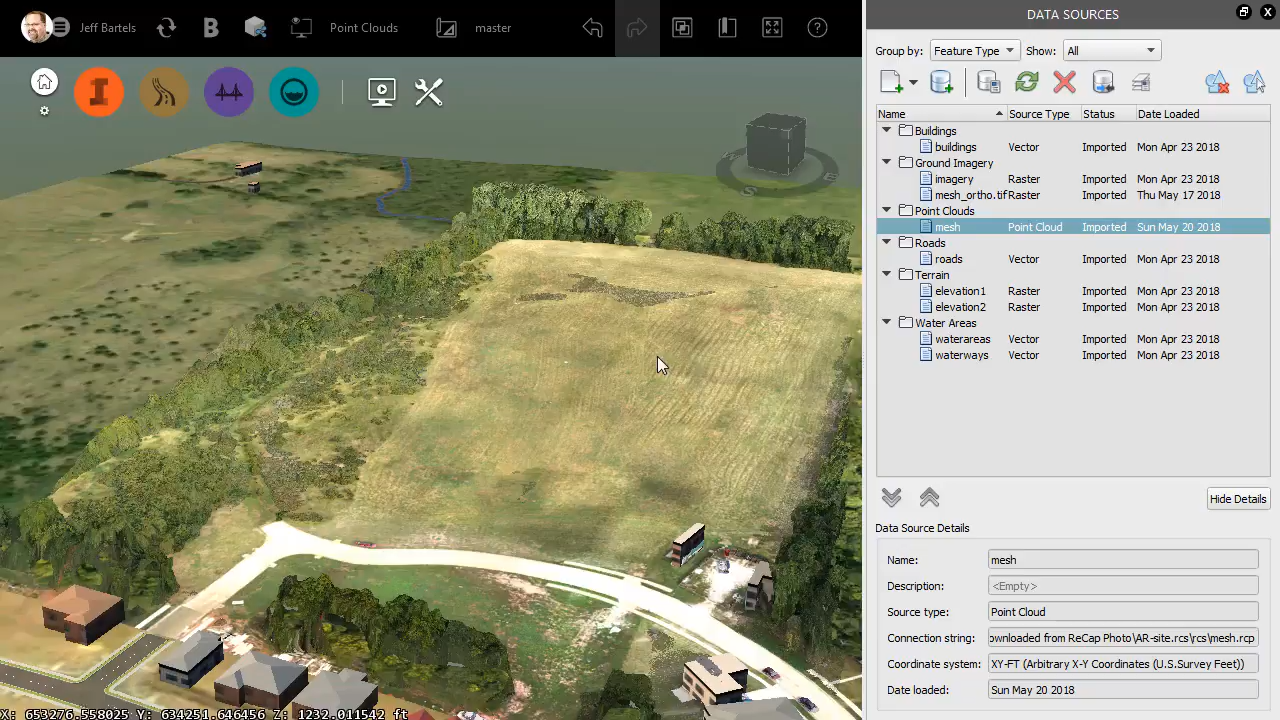 Jeff Bartels
B
Point Clouds
master
DATA SOURCES
Group by: Feature Type Show: All
Name Source Type Status Date Loaded
Buildings
buildings Vector Imported Mon Apr 23 2018
Ground Imagery
imagery Raster Imported Mon Apr 23 2018
mesh_ortho.tif Raster Imported Thu May 17 2018
Point Clouds
mesh Point Cloud Imported Sun May 20 2018
Roads
roads Vector Imported Mon Apr 23 2018
Terrain
elevation1 Raster Imported Mon Apr 23 2018
elevation2 Raster Imported Mon Apr 23 2018
Water Areas
waterareas Vector Imported Mon Apr 23 2018
waterways Vector Imported Mon Apr 23 2018
Hide Details
Data Source Details
Name: mesh
Description: <Empty>
Source type: Point Cloud
Connection string: ownloaded from ReCap Photo\AR-site.rcs\rcs\mesh.rcp
Coordinate system: XY-FT (Arbitrary X-Y Coordinates (U.S.Survey Feet))
Date loaded: Sun May 20 2018
S
E
X: 653276.558025 Y: 634251.646456 Z: 1232.011542 ft